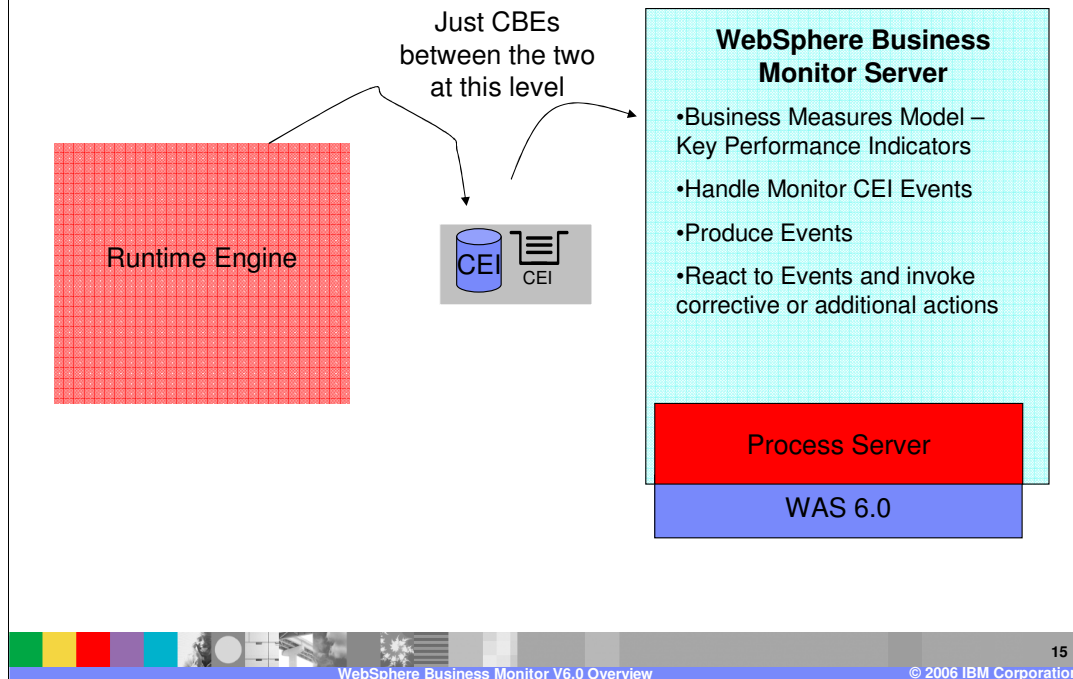 Just CBEs
between the two
at this level
Runtime Engine
CEI
CEI
WebSphere Business
Monitor Server
•Business Measures Model –
Key Performance Indicators
•Handle Monitor CEI Events
•Produce Events
•React to Events and invoke
corrective or additional actions
Process Server
WAS 6.0
15
WebSphere Business Monitor V6.0 Overview
© 2006 IBM Corporation